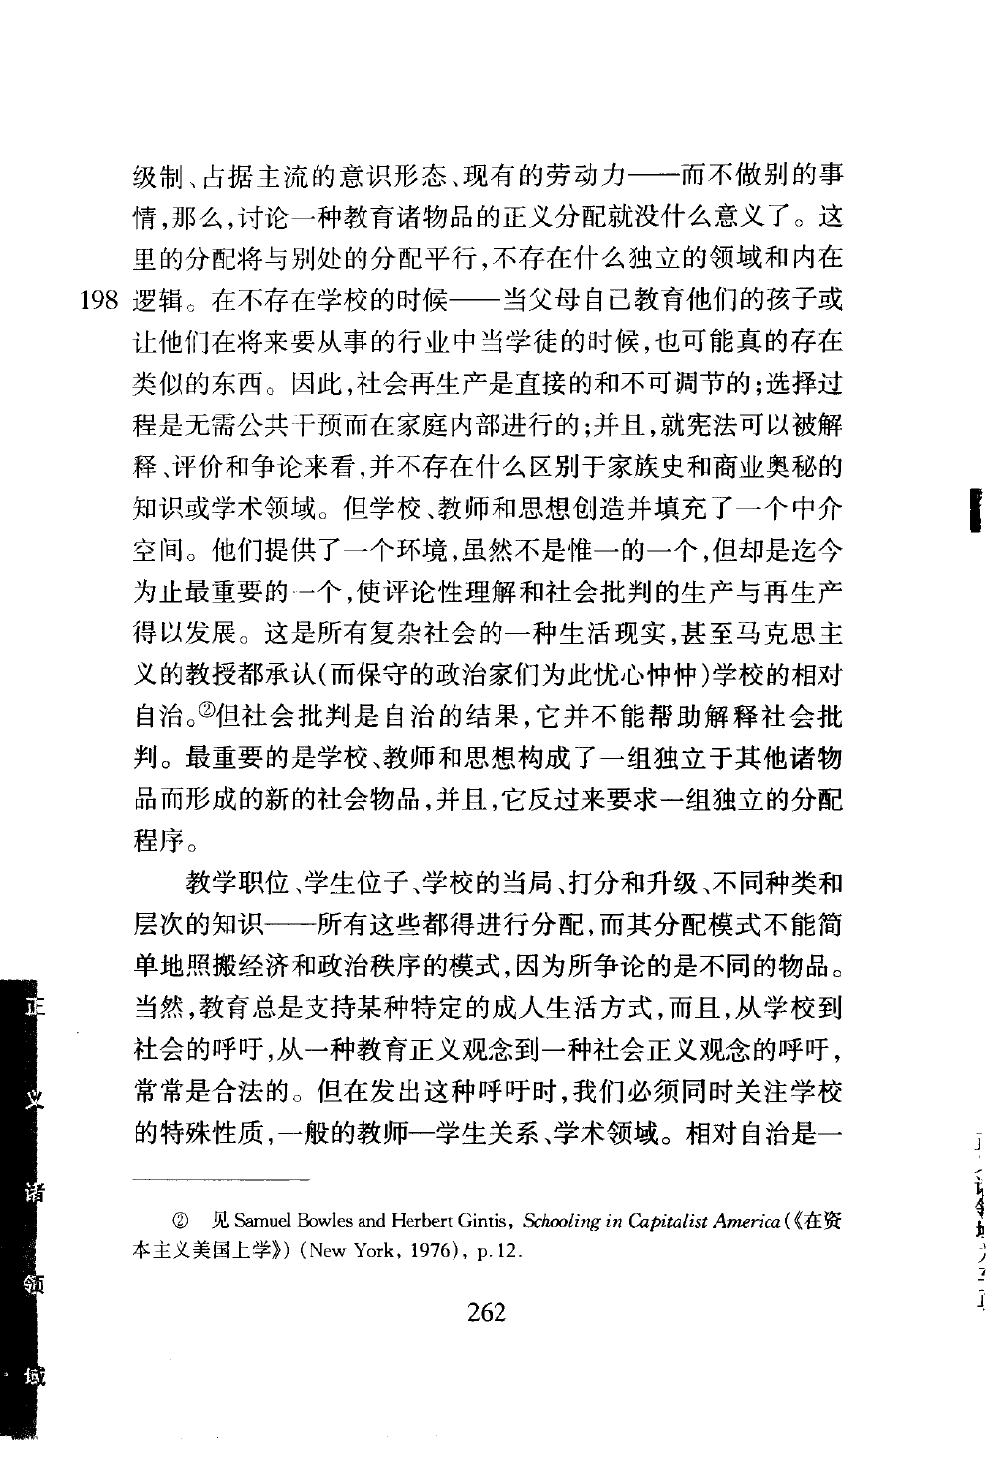 级制、占据主流的意识形态、现有的劳动力——而不做别的事
情,那么,讨论一种教育诸物品的正义分配就没什么意义了。这
里的分配将与别处的分配平行,不存在什么独立的领域和内在
198 逻辑。在不存在学校的时候——当父母自己教育他们的孩子或
让他们在将来要从事的行业中当学徒的时候,也可能真的存在
类似的东西。因此,社会再生产是直接的和不可调节的;选择过
程是无需公共干预而在家庭内部进行的;并且,就宪法可以被解
释、评价和争论来看,并不存在什么区别于家族史和商业奥秘的
知识或学术领域。但学校、教师和思想创造并填充了一个中介
空间。他们提供了一个环境,虽然不是惟一的一个,但却是迄今
为止最重要的一个,使评论性理解和社会批判的生产与再生产
得以发展。这是所有复杂社会的一种生活现实,甚至马克思主
义的教授都承认(而保守的政治家们为此忧心忡忡)学校的相对
自治。②但社会批判是自治的结果,它并不能帮助解释社会批
判。最重要的是学校、教师和思想构成了一组独立于其他诸物
品而形成的新的社会物品,并且,它反过来要求一组独立的分配
程序。
教学职位、学生位子、学校的当局、打分和升级、不同种类和
层次的知识——所有这些都得进行分配,而其分配模式不能简
单地照搬经济和政治秩序的模式,因为所争论的是不同的物品。
当然,教育总是支持某种特定的成人生活方式,而且,从学校到
社会的呼吁,从一种教育正义观念到一种社会正义观念的呼吁,
常常是合法的。但在发出这种呼吁时,我们必须同时关注学校
的特殊性质,一般的教师—学生关系、学术领域。相对自治是一
② 见 Samuel Bowles and Herbert Gintis, Schooling in Capitalist America(《在资
本主义美国上学》) (New York, 1976), p.12.
262
正义诸领域